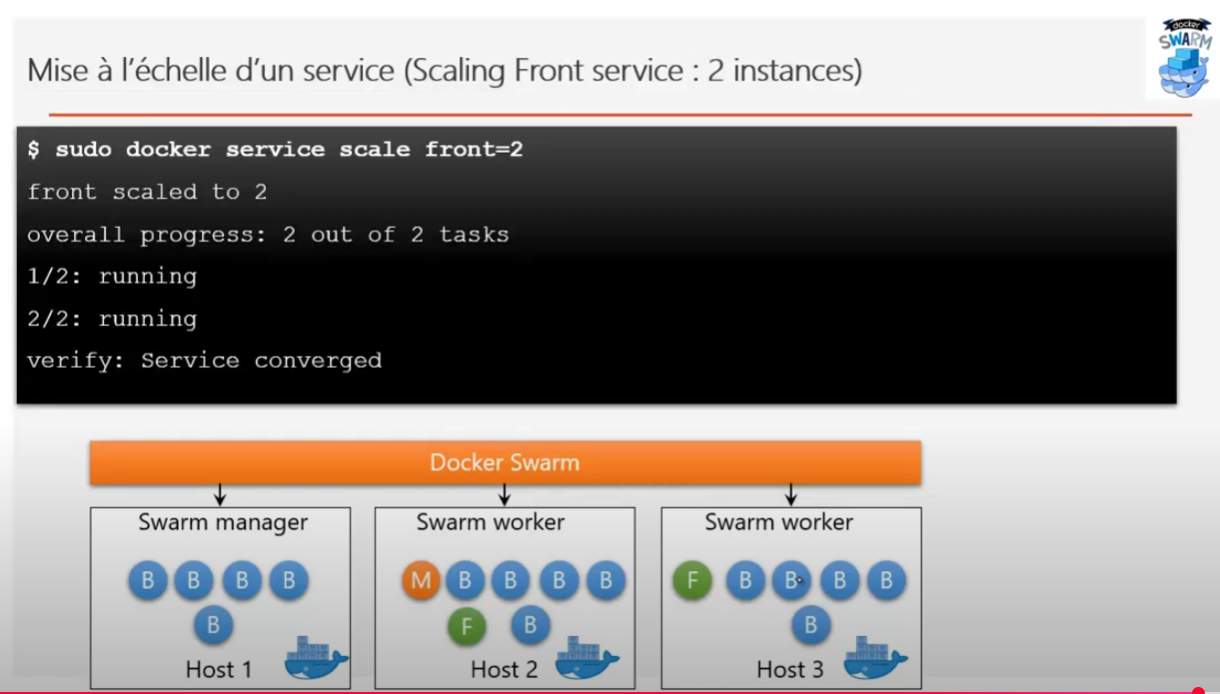 docker
SWARM
Mise à l’échelle d’un service (Scaling Front service : 2 instances)
$ sudo docker service scale front=2
front scaled to 2
overall progress: 2 out of 2 tasks
1/2: running
2/2: running
verify: Service converged
Docker Swarm
Swarm manager
B B B B
B
Host 1
Swarm worker
M B B B B
F B
Host 2
Swarm worker
F B B B B
B
Host 3